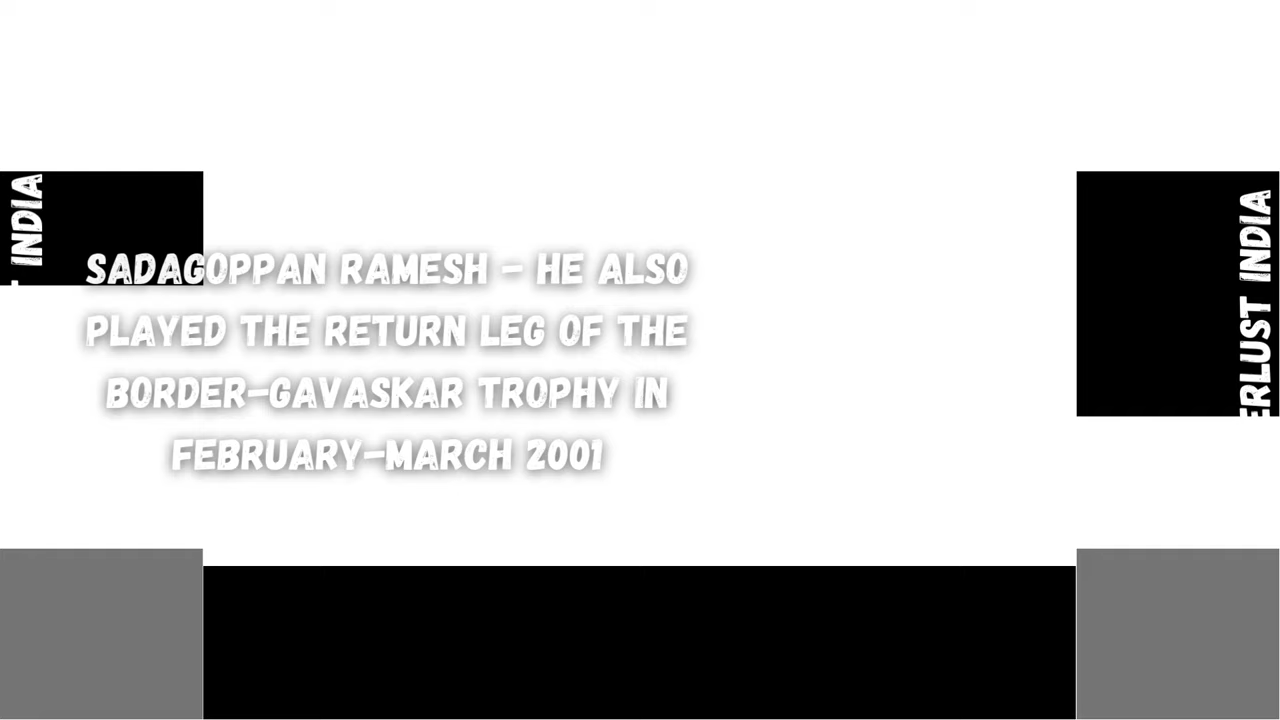 INDIA
SADAGOPPAN RAMESH - HE ALSO
PLAYED THE RETURN LEG OF THE
BORDER-GAVASKAR TROPHY IN
FEBRUARY-MARCH 2001
INDIA